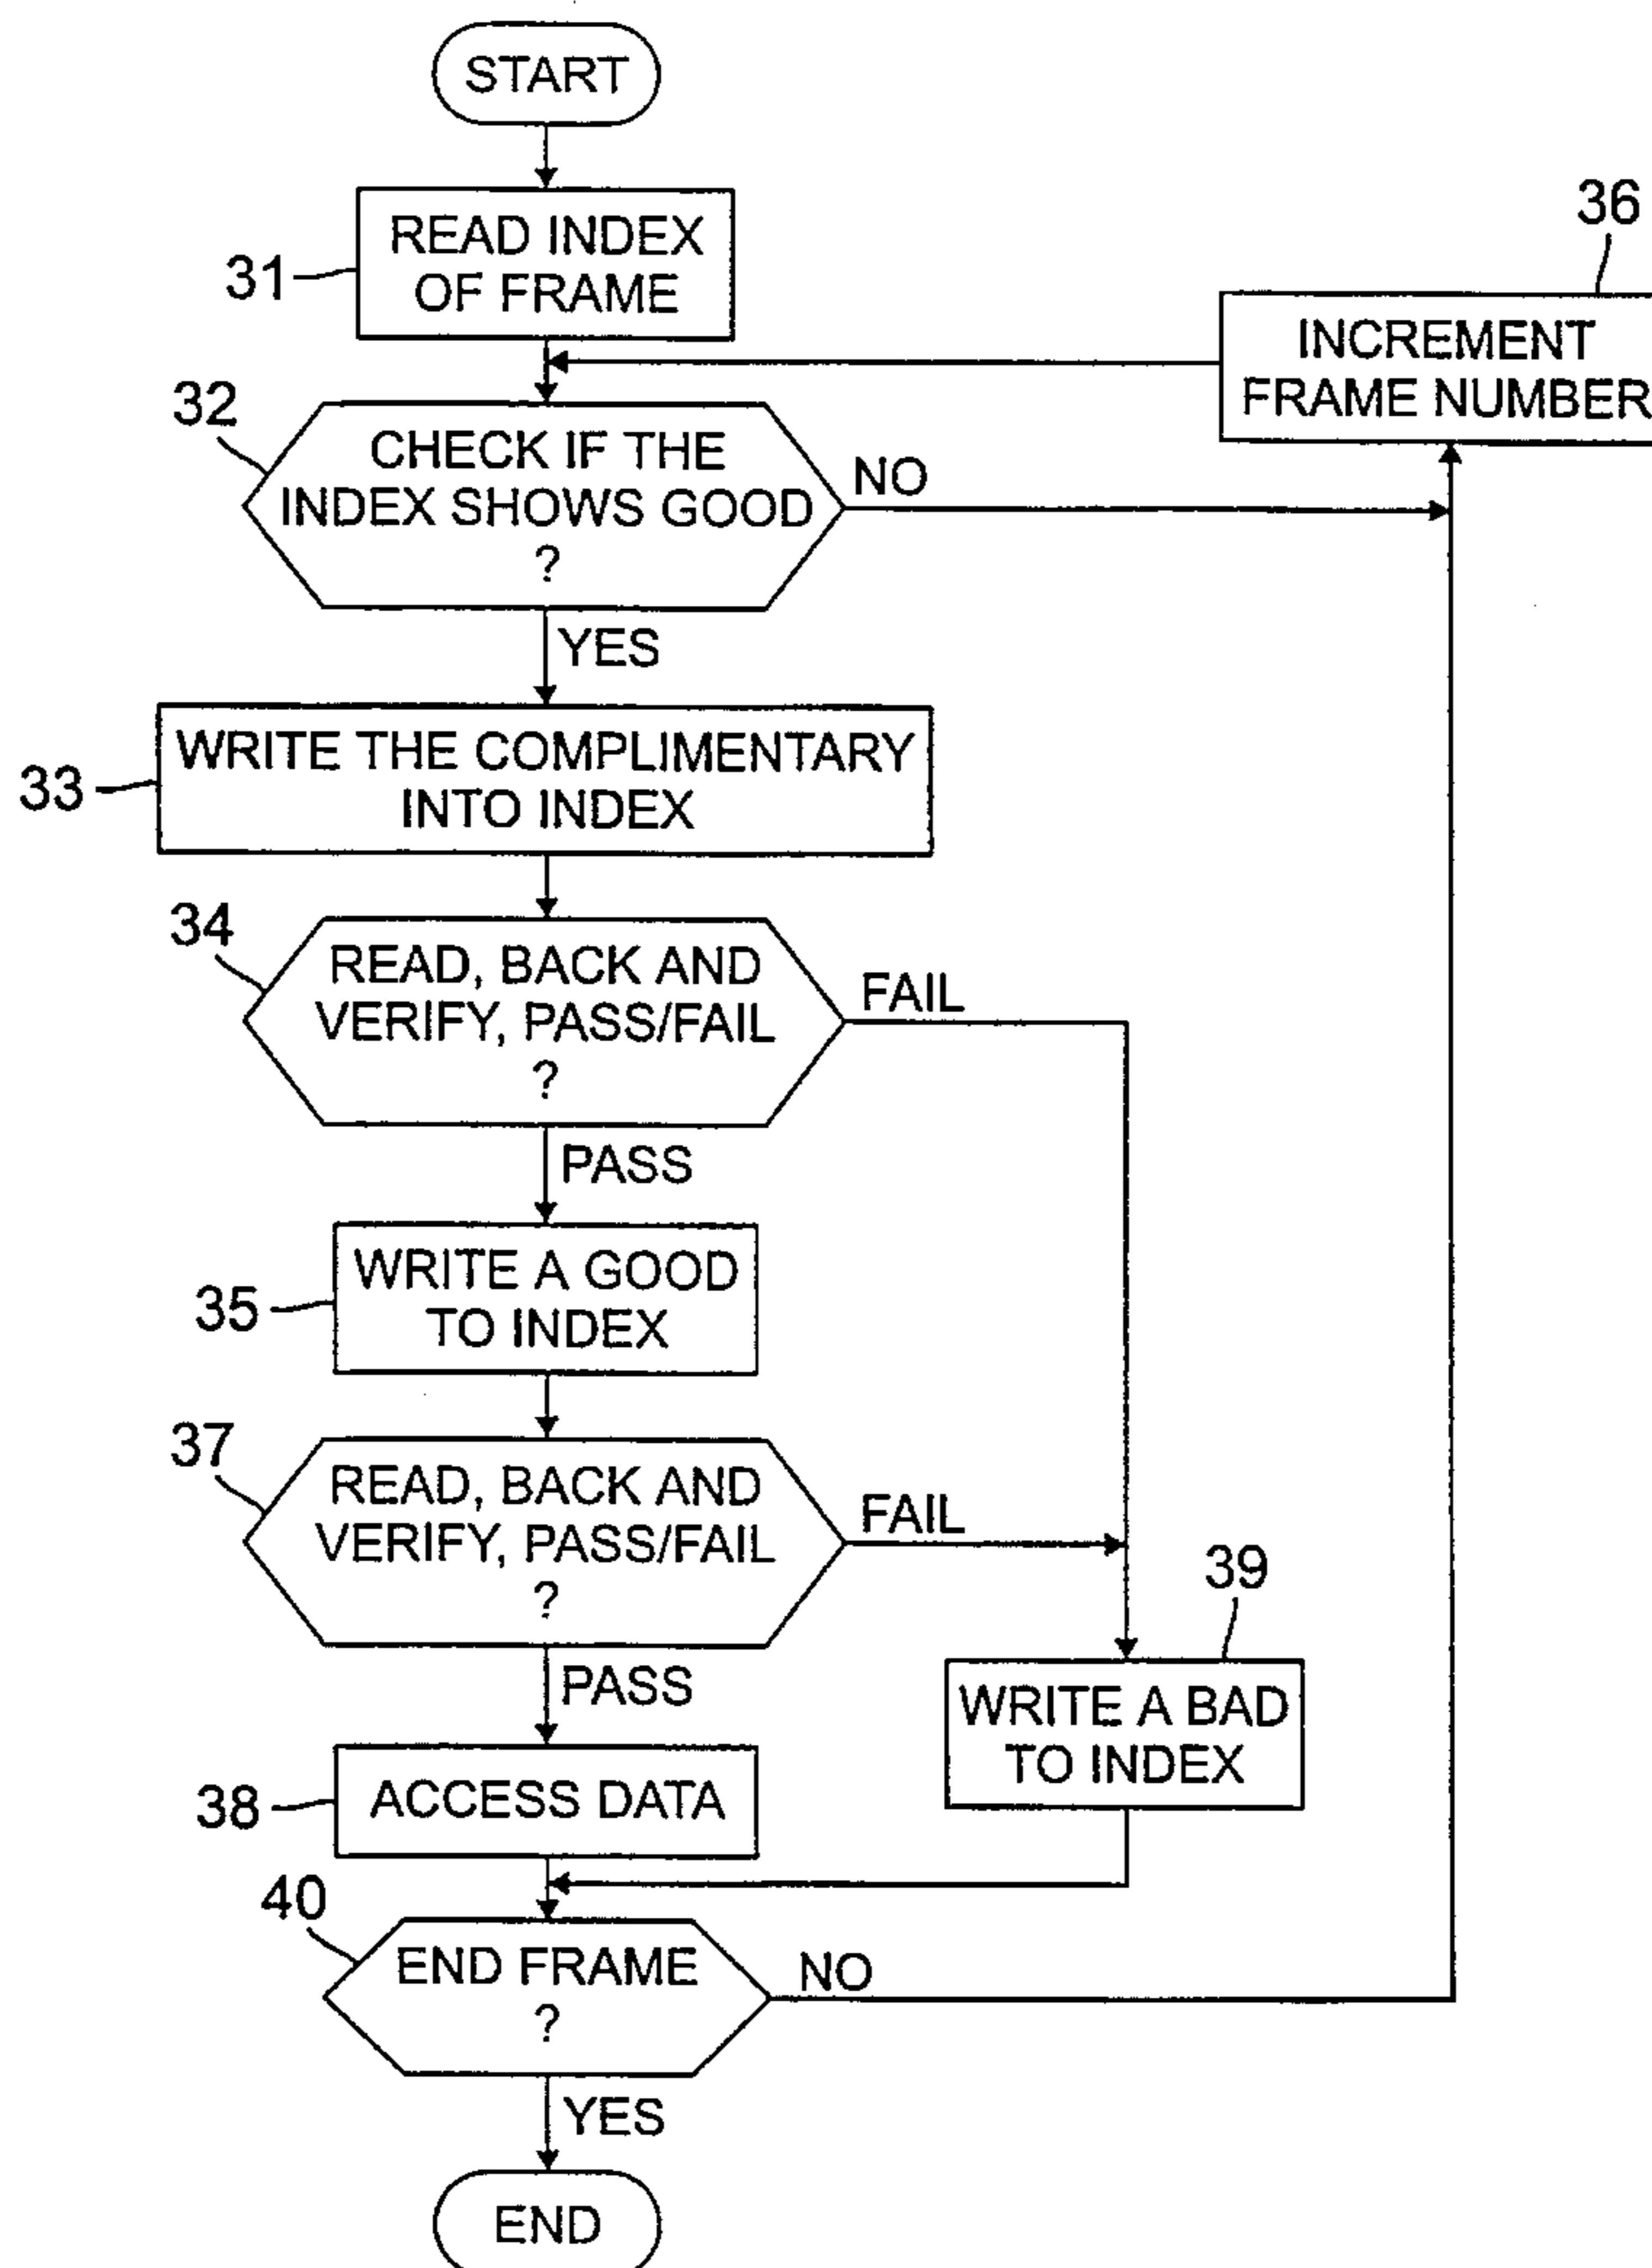 START
READ INDEX
OF FRAME
31
36
INCREMENT
FRAME NUMBER
32
CHECK IF THE
INDEX SHOWS GOOD
?
NO
YES
33
WRITE THE COMPLIMENTARY
INTO INDEX
34
READ, BACK AND
VERIFY, PASS/FAIL
?
FAIL
PASS
35
WRITE A GOOD
TO INDEX
37
READ, BACK AND
VERIFY, PASS/FAIL
?
FAIL
39
WRITE A BAD
TO INDEX
PASS
38
ACCESS DATA
40
END FRAME
?
NO
YES
END